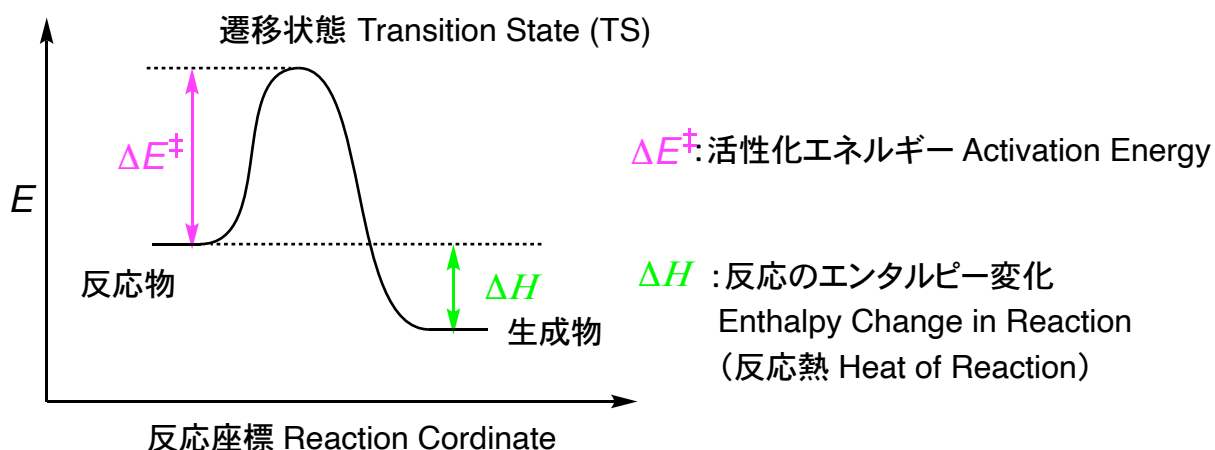 遷移状態 Transition State (TS)
ΔE‡
E
反応物
ΔH
生成物
反応座標 Reaction Cordinate
ΔE‡:活性化エネルギー Activation Energy
ΔH :反応のエンタルピー変化
Enthalpy Change in Reaction
（反応熱 Heat of Reaction）